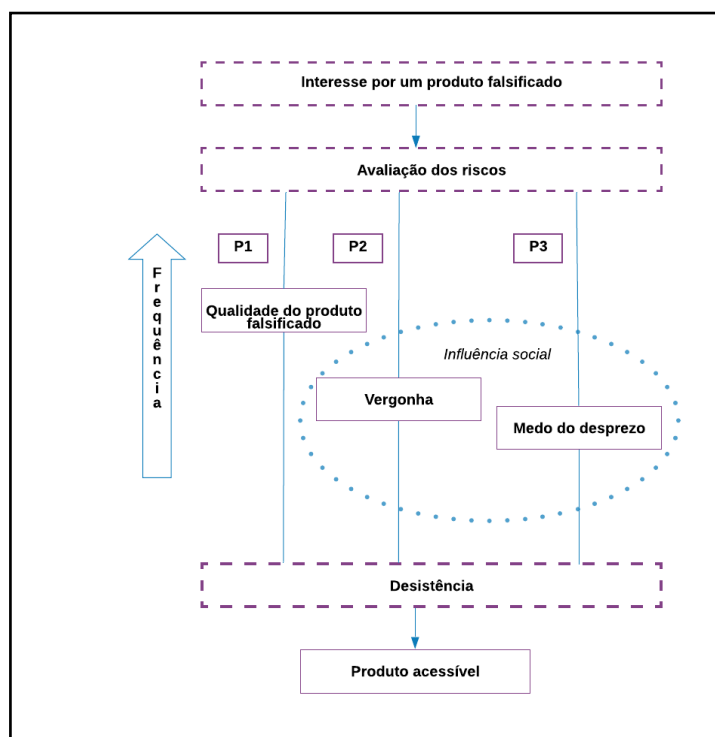 Interesse por um produto falsificado
Avaliação dos riscos
P1
P2
P3
Frequência
Qualidade do produto
falsificado
Influência social
Vergonha
Medo do desprezo
Desistência
Produto acessível